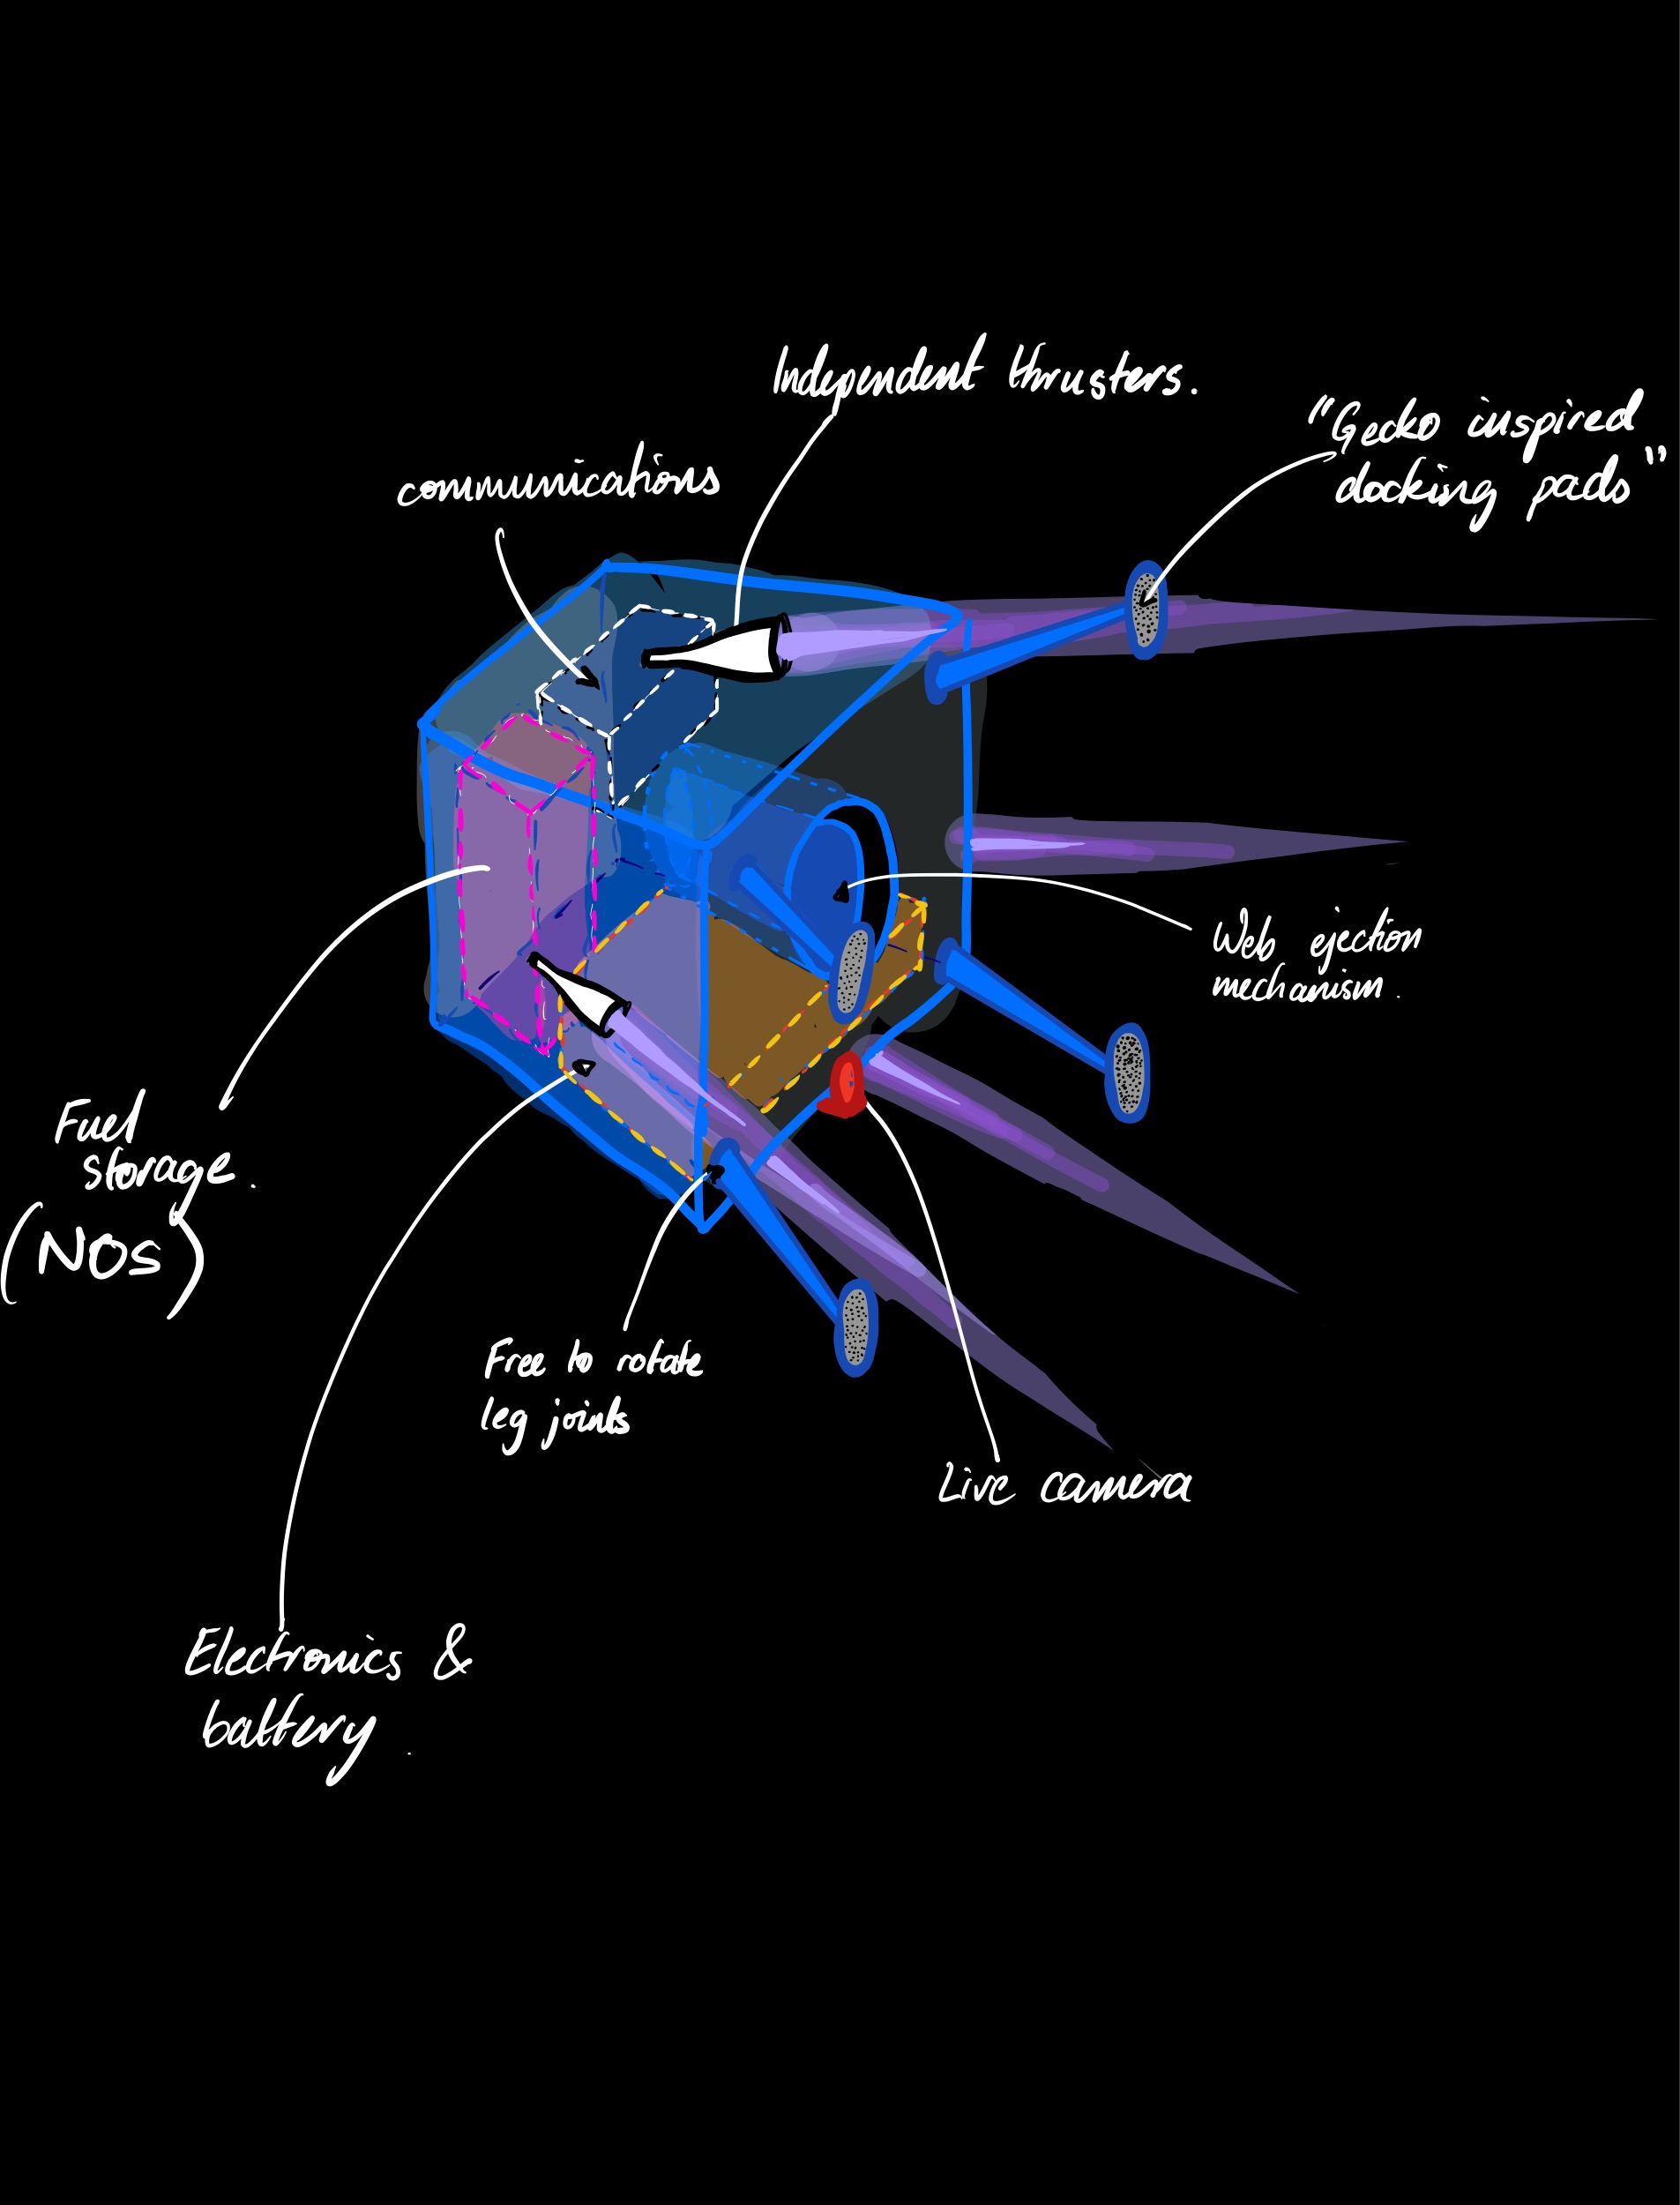 Independent thrusters.
"Gecko inspired
docking pads"
communications
Web ejection
mechanism.
Fuel
storage.
(NOS)
Free to rotate
leg joints
Live camera
Electronics &
battery.